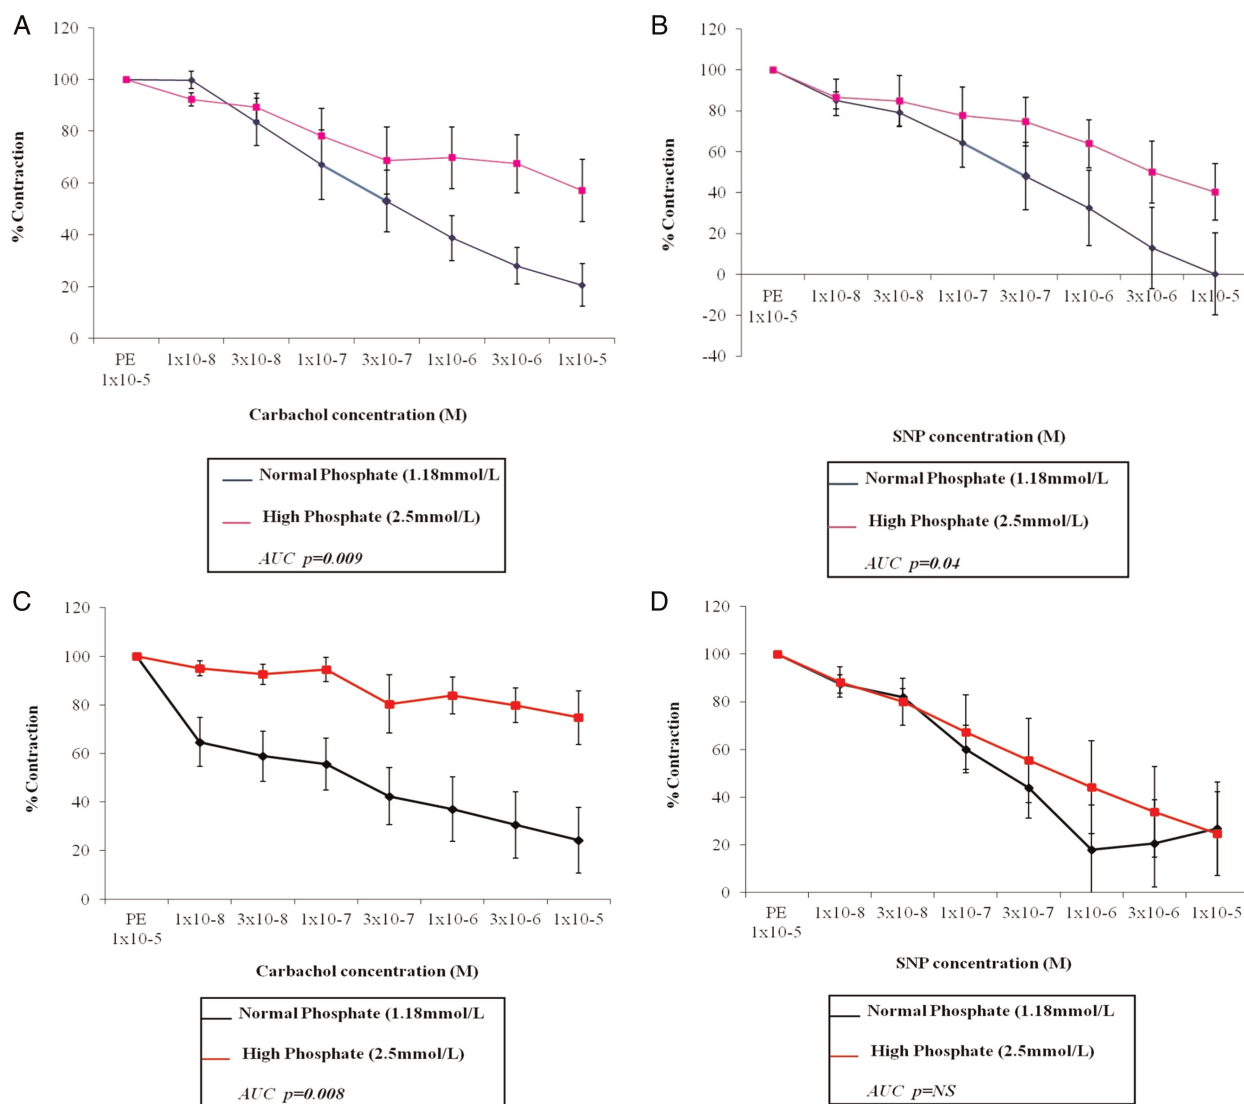 A
120
100
80
60
40
20
0
% Contraction
PE 1x10-8 3x10-8 1x10-7 3x10-7 1x10-6 3x10-6 1x10-5
1x10-5
Carbachol concentration (M)
Normal Phosphate (1.18mmol/L
High Phosphate (2.5mmol/L)
AUC p=0.009
B
120
100
80
60
40
20
0
-20
-40
% Contraction
PE 1x10-8 3x10-8 1x10-7 3x10-7 1x10-6 3x10-6 1x10-5
1x10-5
SNP concentration (M)
Normal Phosphate (1.18mmol/L
High Phosphate (2.5mmol/L)
AUC p=0.04
C
120
100
80
60
40
20
0
% Contraction
PE 1x10-8 3x10-8 1x10-7 3x10-7 1x10-6 3x10-6 1x10-5
1x10-5
Carbachol concentration (M)
Normal Phosphate (1.18mmol/L
High Phosphate (2.5mmol/L)
AUC p=0.008
D
120
100
80
60
40
20
0
% Contraction
PE 1x10-8 3x10-8 1x10-7 3x10-7 1x10-6 3x10-6 1x10-5
1x10-5
SNP concentration (M)
Normal Phosphate (1.18mmol/L
High Phosphate (2.5mmol/L)
AUC p=NS